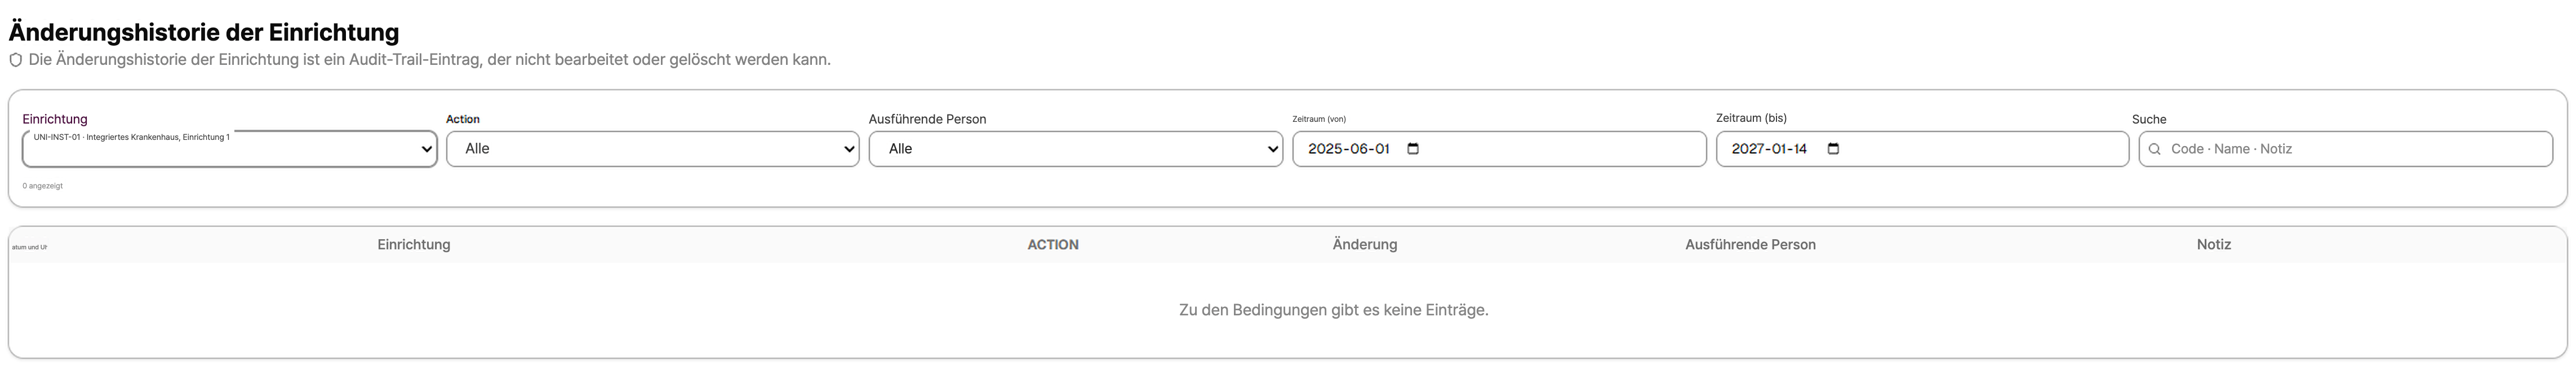 Änderungshistorie der Einrichtung
Die Änderungshistorie der Einrichtung ist ein Audit-Trail-Eintrag, der nicht bearbeitet oder gelöscht werden kann.
Einrichtung
UNI-INST-01 · Integriertes Krankenhaus, Einrichtung 1
Action
Alle
Ausführende Person
Alle
Zeitraum (von)
2025-06-01
Zeitraum (bis)
2027-01-14
Suche
Code · Name · Notiz
0 angezeigt
atum und Uh Einrichtung ACTION Änderung Ausführende Person Notiz
Zu den Bedingungen gibt es keine Einträge.